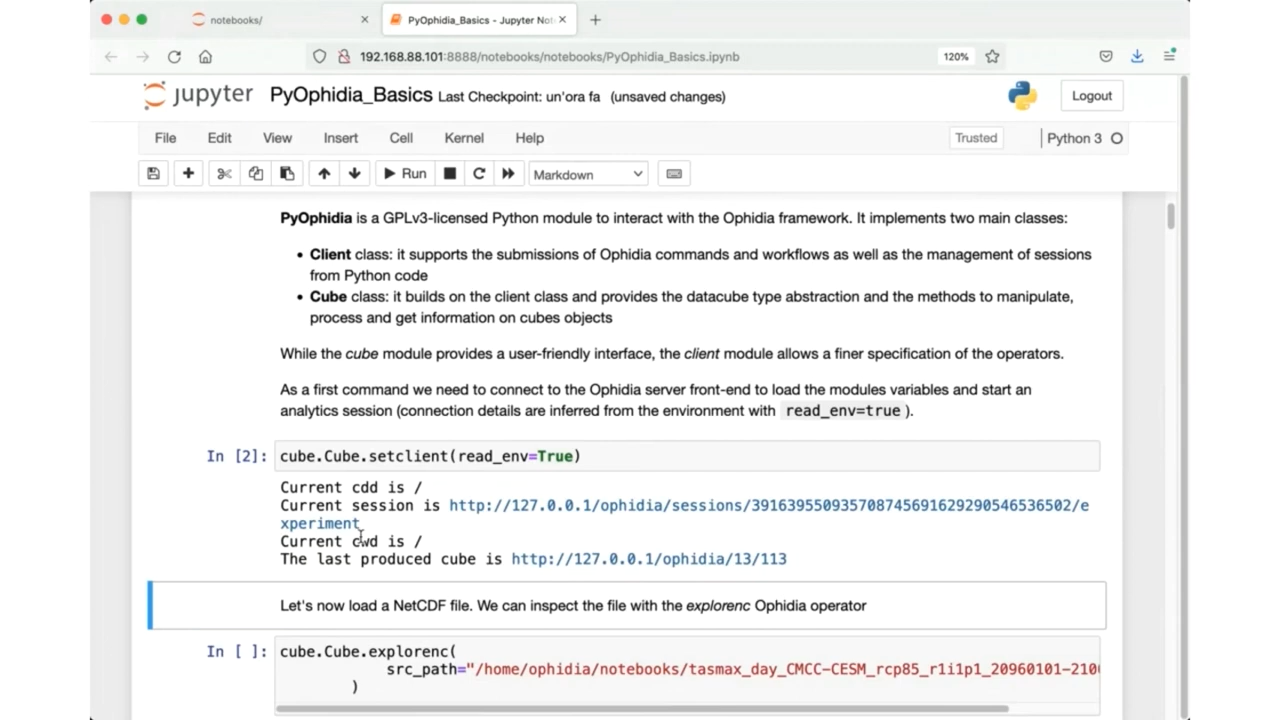 notebooks/
PyOphidia_Basics - Jupyter Not
192.168.88.101:8888/notebooks/notebooks/PyOphidia_Basics.ipynb
120%
jupyter PyOphidia_Basics Last Checkpoint: un'ora fa (unsaved changes)
Logout
File Edit View Insert Cell Kernel Help
Trusted Python 3
Run Markdown
PyOphidia is a GPLv3-licensed Python module to interact with the Ophidia framework. It implements two main classes:
• Client class: it supports the submissions of Ophidia commands and workflows as well as the management of sessions
from Python code
• Cube class: it builds on the client class and provides the datacube type abstraction and the methods to manipulate,
process and get information on cubes objects
While the cube module provides a user-friendly interface, the client module allows a finer specification of the operators.
As a first command we need to connect to the Ophidia server front-end to load the modules variables and start an
analytics session (connection details are inferred from the environment with read_env=true ).
In [2]: cube.Cube.setclient(read_env=True)
Current cdd is /
Current session is http://127.0.0.1/ophidia/sessions/391639550935708745691629290546536502/e
xperiment
Current cwd is /
The last produced cube is http://127.0.0.1/ophidia/13/113
Let's now load a NetCDF file. We can inspect the file with the explorenc Ophidia operator
In [ ]: cube.Cube.explorenc(
src_path="/home/ophidia/notebooks/tasmax_day_CMCC-CESM_rcp85_r1i1p1_20960101-2100
)